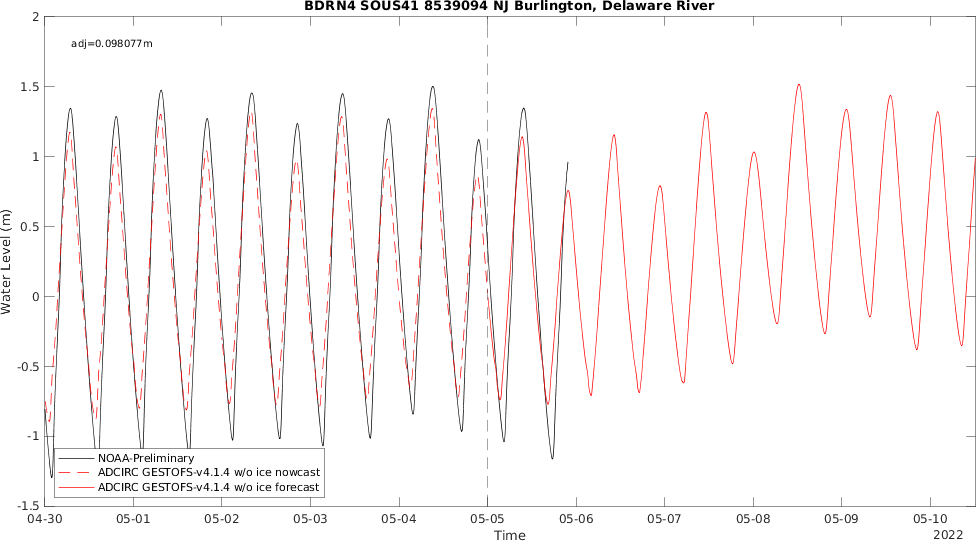 BDRN4 SOUS41 8539094 NJ Burlington, Delaware River
adj=0.098077m
2
1.5
1
0.5
0
-0.5
-1
-1.5
Water Level (m)
NOAA-Preliminary
ADCIRC GESTOFS-v4.1.4 w/o ice nowcast
ADCIRC GESTOFS-v4.1.4 w/o ice forecast
04-30 05-01 05-02 05-03 05-04 05-05 05-06 05-07 05-08 05-09 05-10
Time
2022